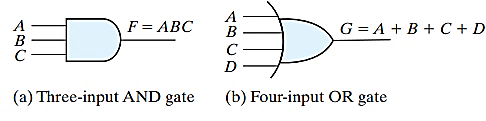 A
B
C
F = ABC
(a) Three-input AND gate
A
B
C
D
G = A + B + C + D
(b) Four-input OR gate